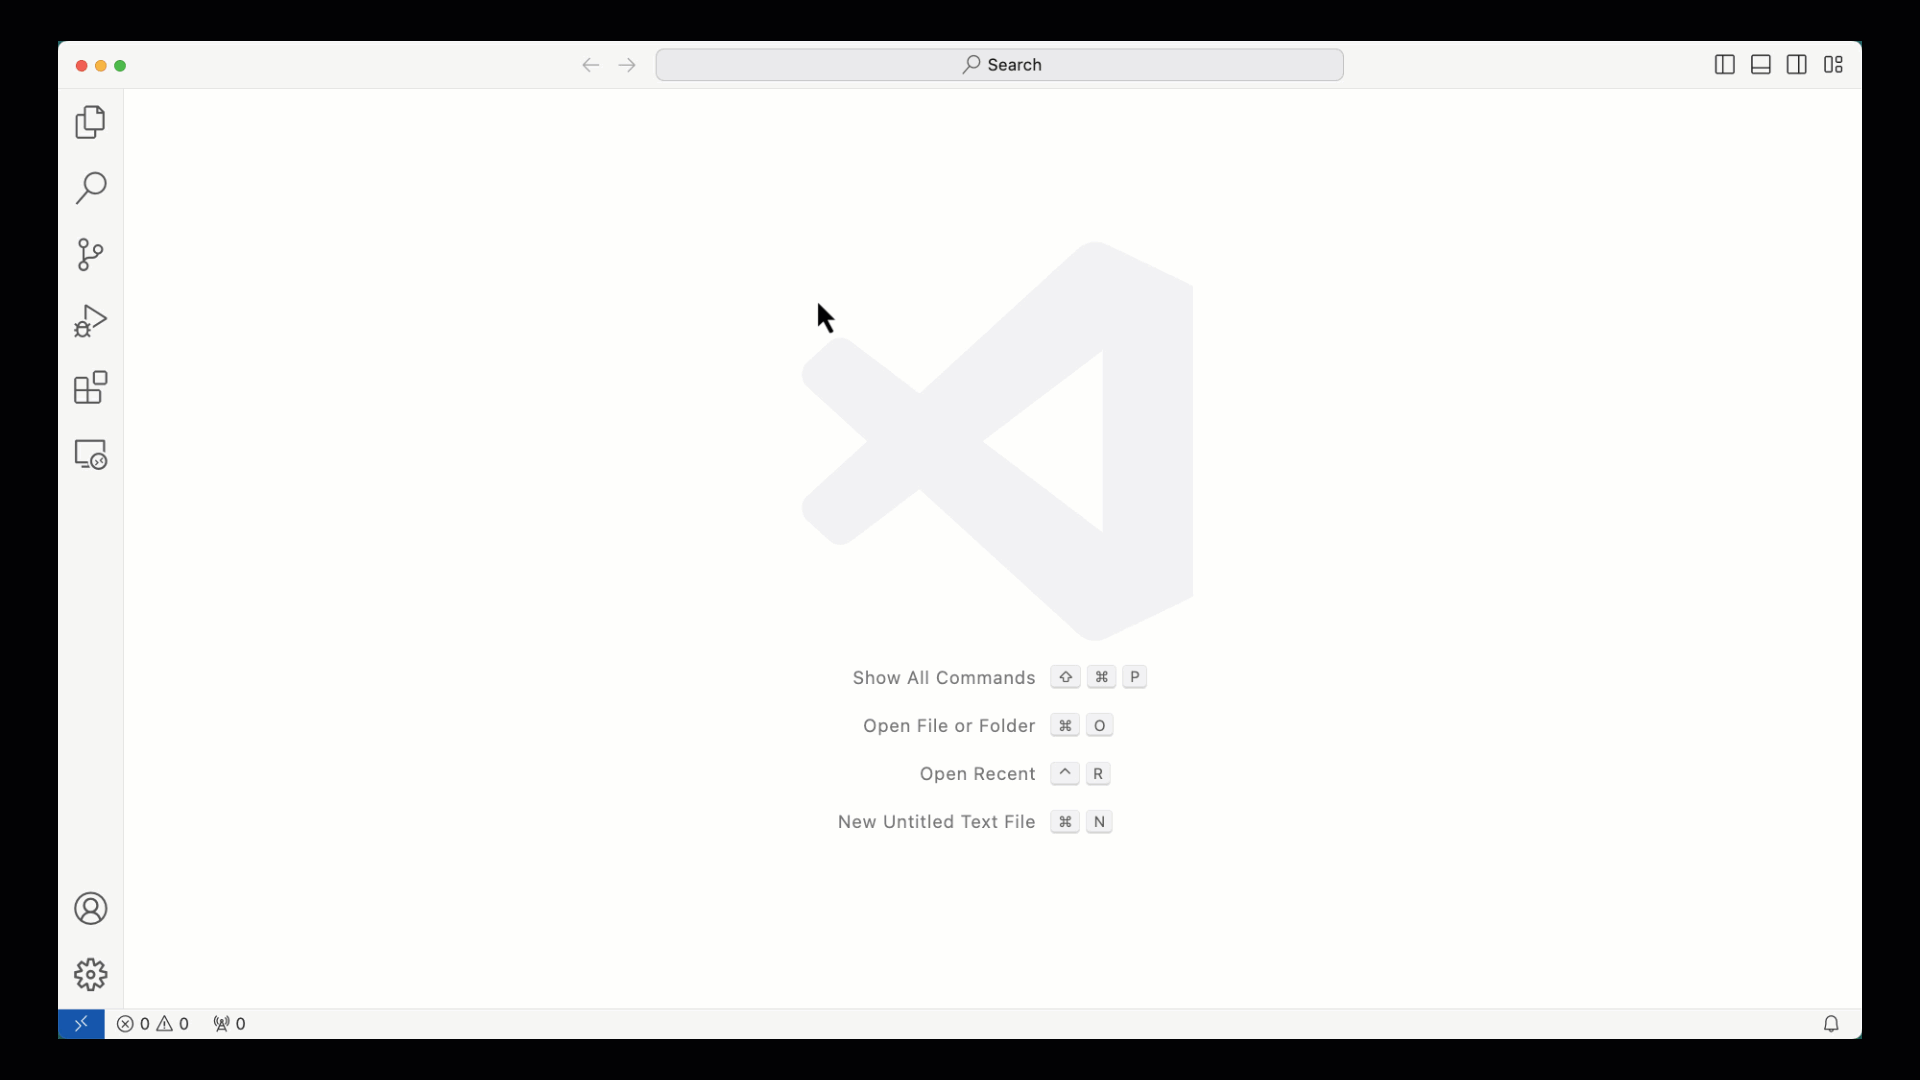 Search
Show All Commands ⇧ ⌘ P
Open File or Folder ⌘ O
Open Recent ^ R
New Untitled Text File ⌘ N
0 0 0